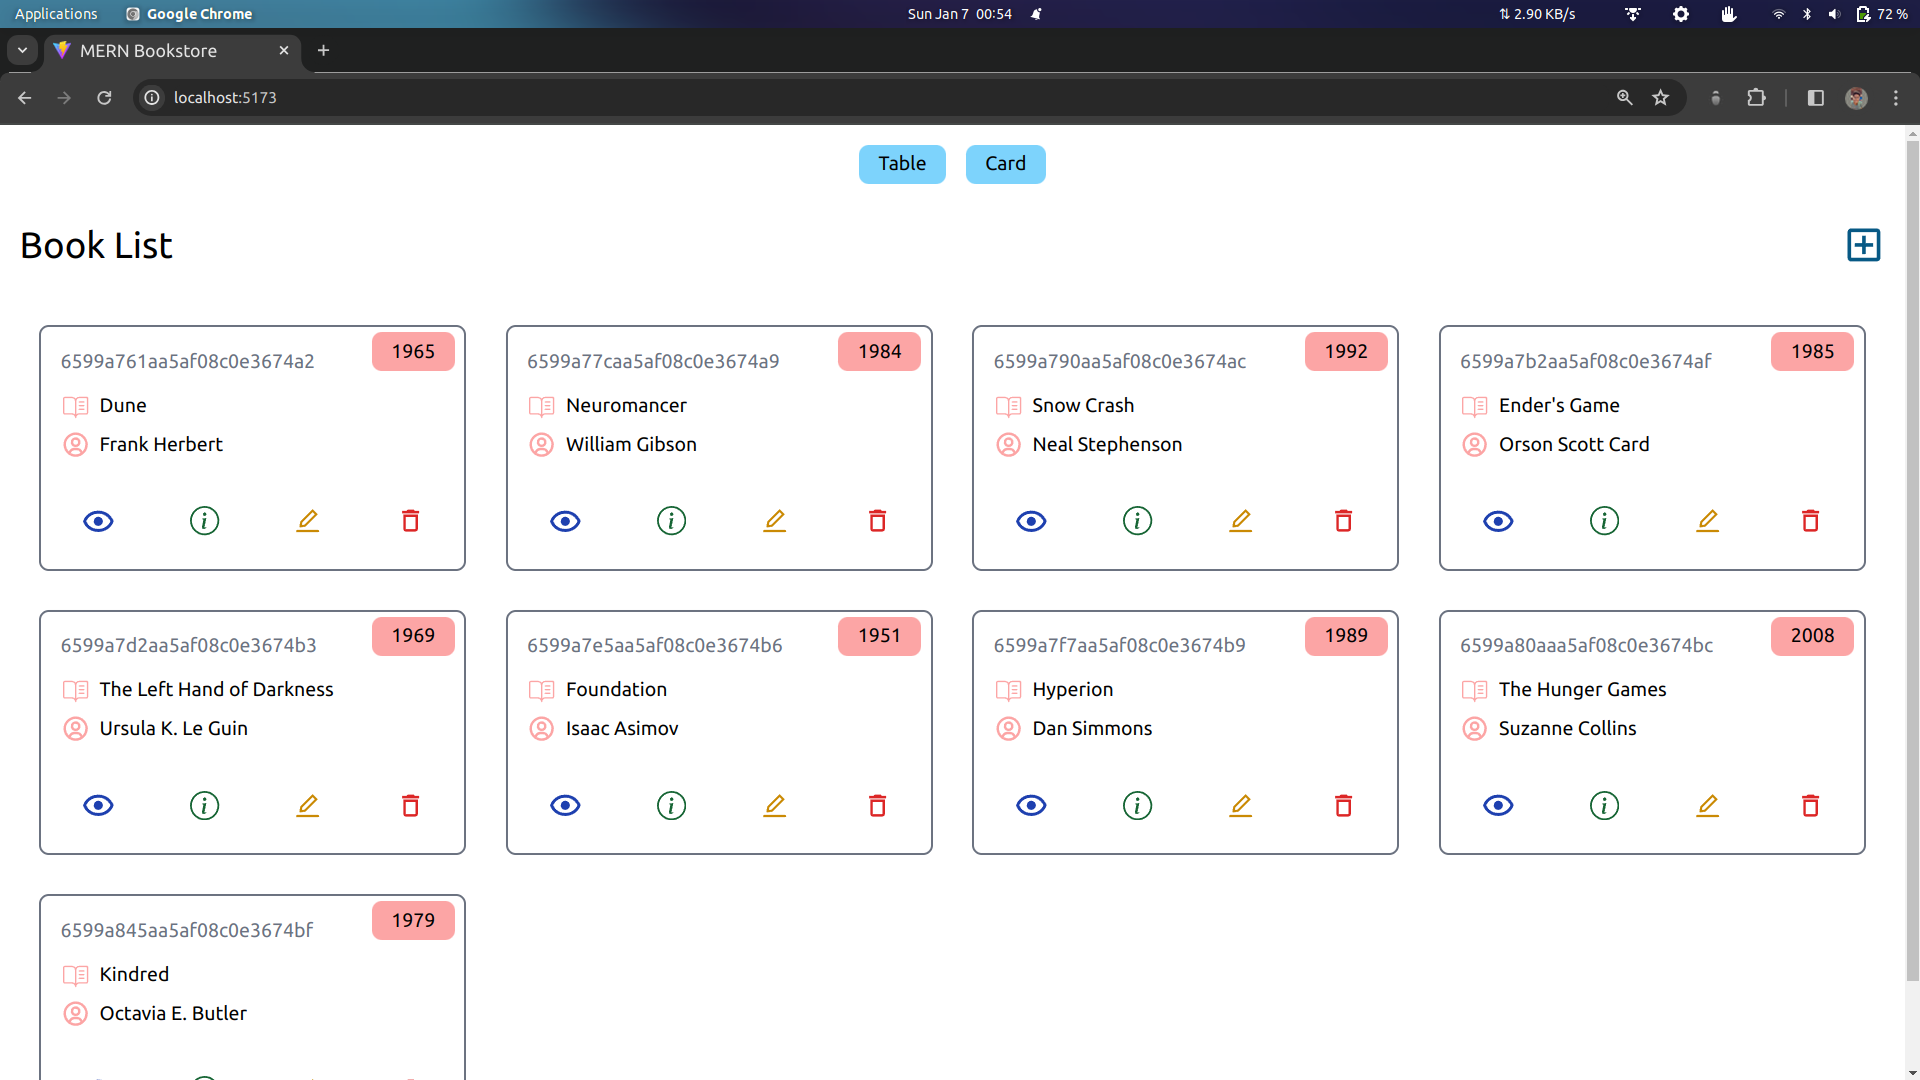 Applications
Google Chrome
Sun Jan 7 00:54
2.90 KB/s
72 %
MERN Bookstore
localhost:5173
Table
Card
Book List
6599a761aa5af08c0e3674a2
1965
Dune
Frank Herbert
6599a77caa5af08c0e3674a9
1984
Neuromancer
William Gibson
6599a790aa5af08c0e3674ac
1992
Snow Crash
Neal Stephenson
6599a7b2aa5af08c0e3674af
1985
Ender's Game
Orson Scott Card
6599a7d2aa5af08c0e3674b3
1969
The Left Hand of Darkness
Ursula K. Le Guin
6599a7e5aa5af08c0e3674b6
1951
Foundation
Isaac Asimov
6599a7f7aa5af08c0e3674b9
1989
Hyperion
Dan Simmons
6599a80aaa5af08c0e3674bc
2008
The Hunger Games
Suzanne Collins
6599a845aa5af08c0e3674bf
1979
Kindred
Octavia E. Butler